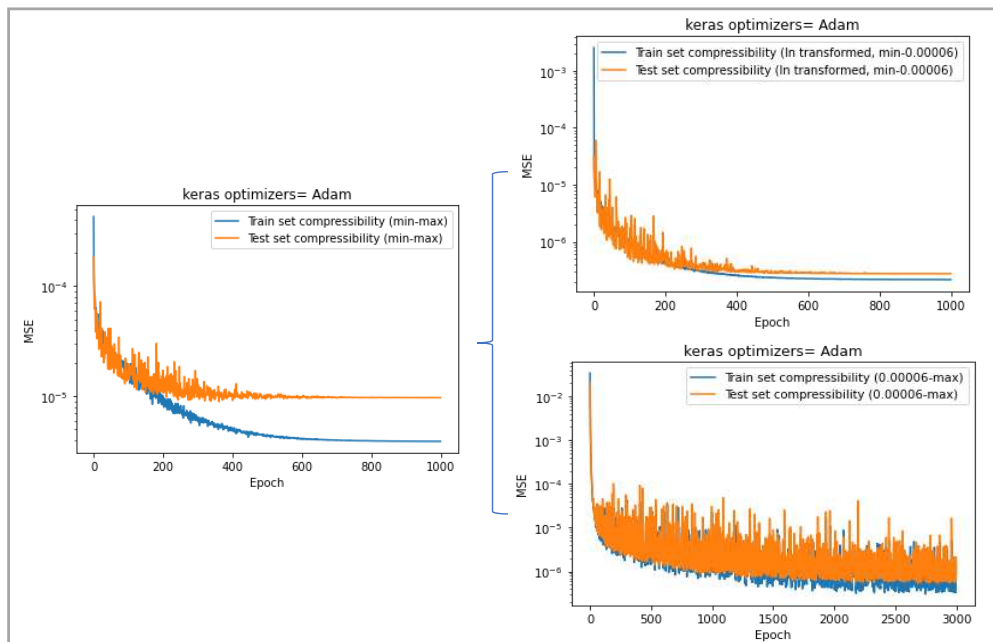 keras optimizers= Adam
Train set compressibility (min-max)
Test set compressibility (min-max)
MSE
10⁻⁴
10⁻⁵
0 200 400 600 800 1000
Epoch
keras optimizers= Adam
Train set compressibility (ln transformed, min-0.00006)
Test set compressibility (ln transformed, min-0.00006)
MSE
10⁻³
10⁻⁴
10⁻⁵
10⁻⁶
0 200 400 600 800 1000
Epoch
keras optimizers= Adam
Train set compressibility (0.00006-max)
Test set compressibility (0.00006-max)
MSE
10⁻²
10⁻³
10⁻⁴
10⁻⁵
10⁻⁶
0 500 1000 1500 2000 2500 3000
Epoch